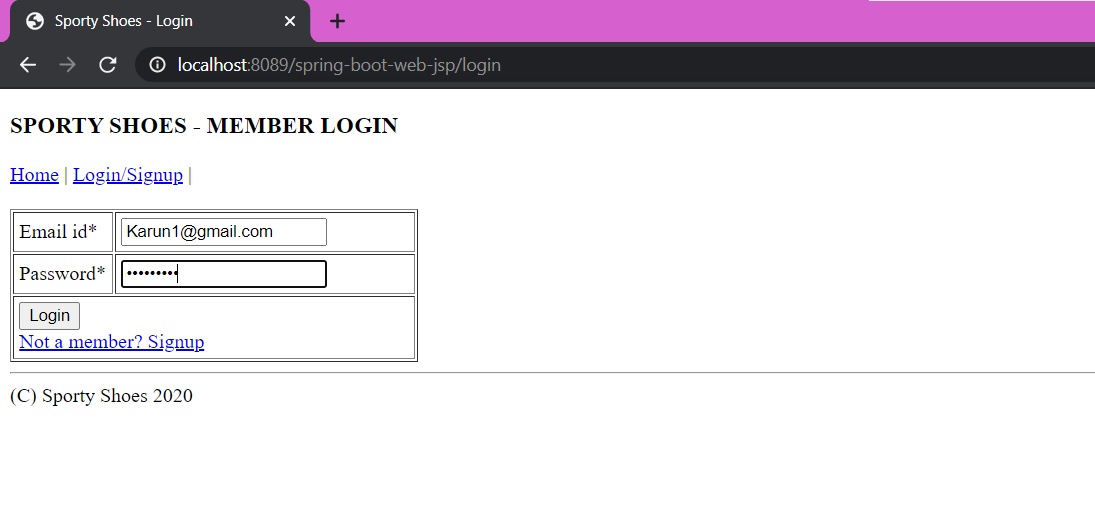 Sporty Shoes - Login
localhost:8089/spring-boot-web-jsp/login
SPORTY SHOES - MEMBER LOGIN
Home | Login/Signup |
Email id* Karun1@gmail.com
Password* •••••••••
Login
Not a member? Signup
(C) Sporty Shoes 2020